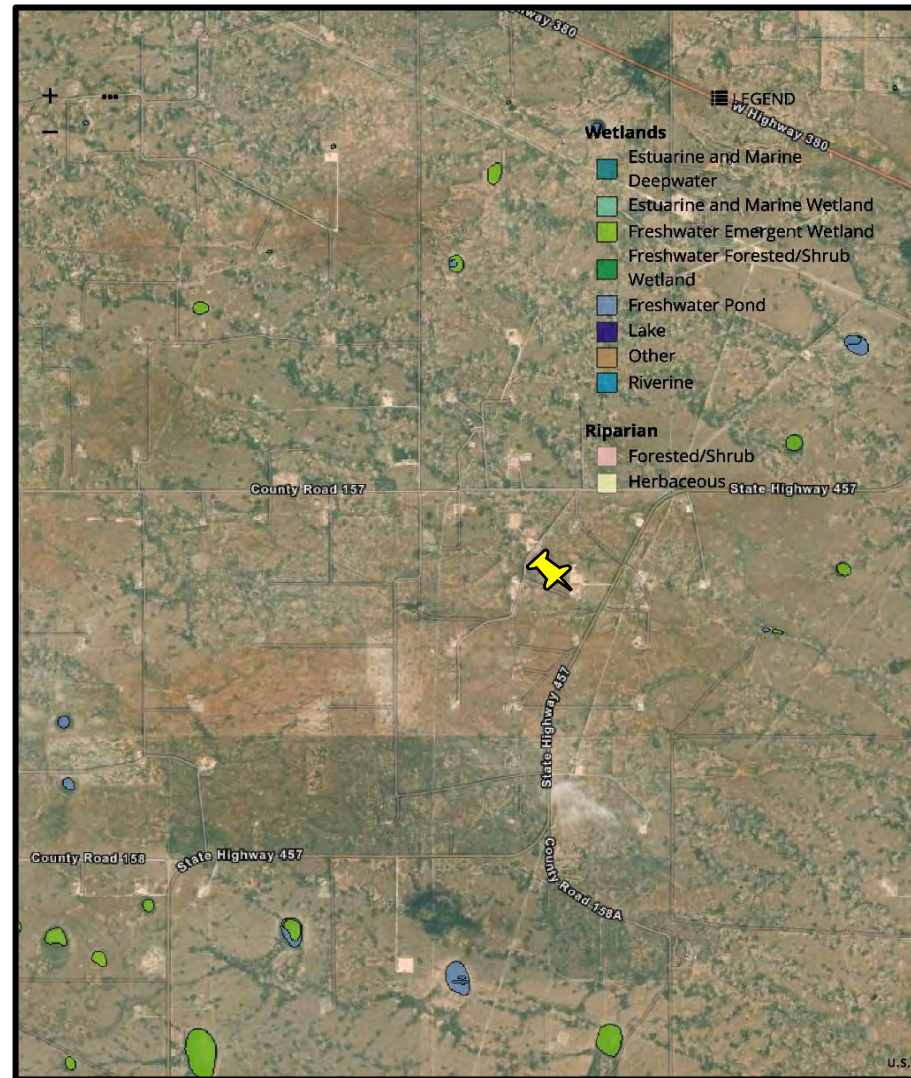 hway 380
+
...
−
LEGEND
W Highway 380
Wetlands
Estuarine and Marine
Deepwater
Estuarine and Marine Wetland
Freshwater Emergent Wetland
Freshwater Forested/Shrub
Wetland
Freshwater Pond
Lake
Other
Riverine
Riparian
Forested/Shrub
Herbaceous
County Road 157
State Highway 457
State Highway 457
County Road 158
State Highway 457
County Road 158A
U.S.